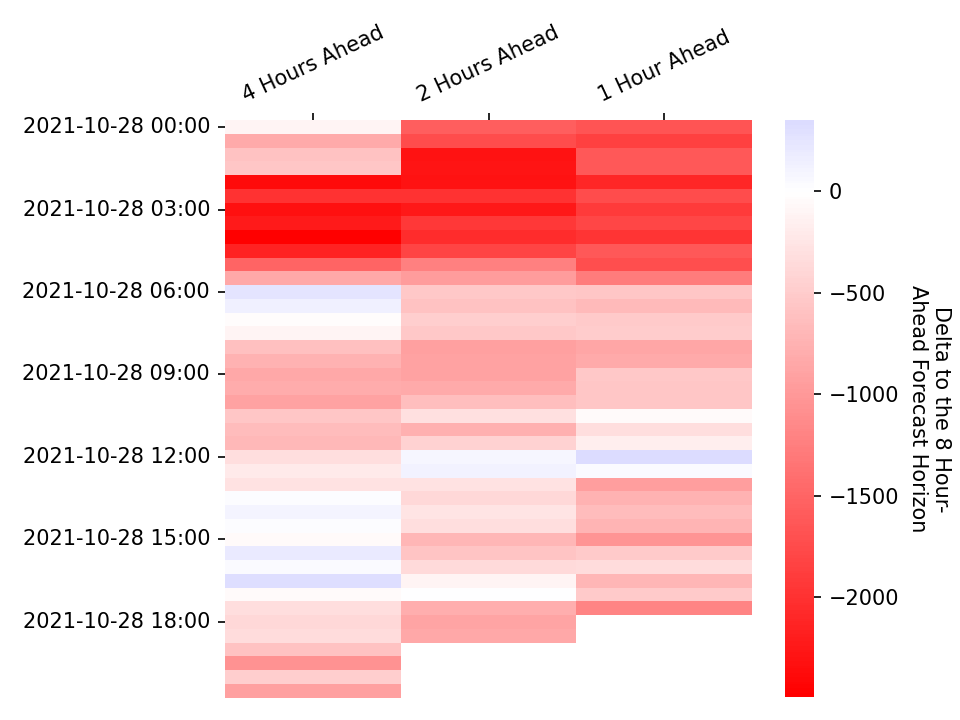 4 Hours Ahead
2 Hours Ahead
1 Hour Ahead
2021-10-28 00:00
2021-10-28 03:00
2021-10-28 06:00
2021-10-28 09:00
2021-10-28 12:00
2021-10-28 15:00
2021-10-28 18:00
0
−500
−1000
−1500
−2000
Delta to the 8 Hour-
Ahead Forecast Horizon